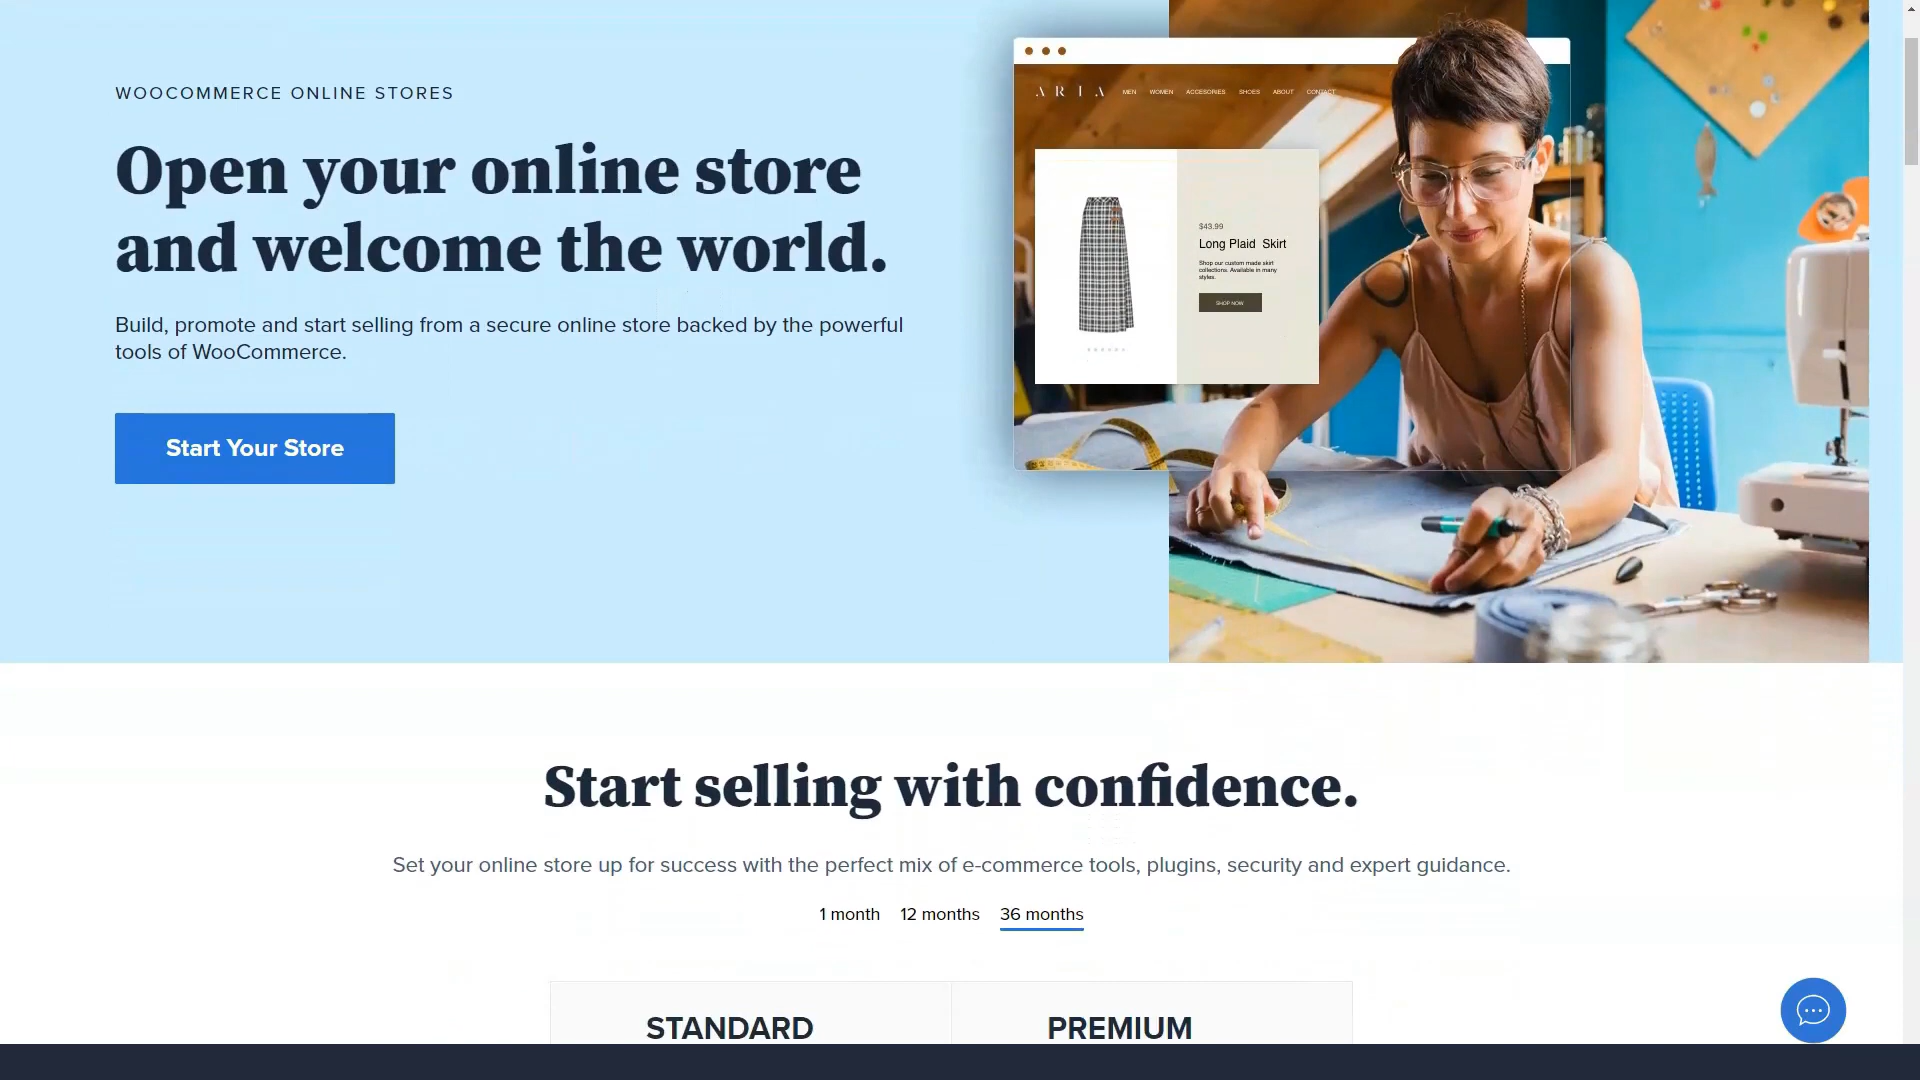 WOOCOMMERCE ONLINE STORES
Open your online store
and welcome the world.
Build, promote and start selling from a secure online store backed by the powerful
tools of WooCommerce.
Start Your Store
ARIA MEN WOMEN ACCESORIES SHOES ABOUT CONTACT
$43.99
Long Plaid Skirt
Shop our custom made skirt
collections. Available in many
styles.
SHOP NOW
Start selling with confidence.
Set your online store up for success with the perfect mix of e-commerce tools, plugins, security and expert guidance.
1 month 12 months 36 months
STANDARD PREMIUM